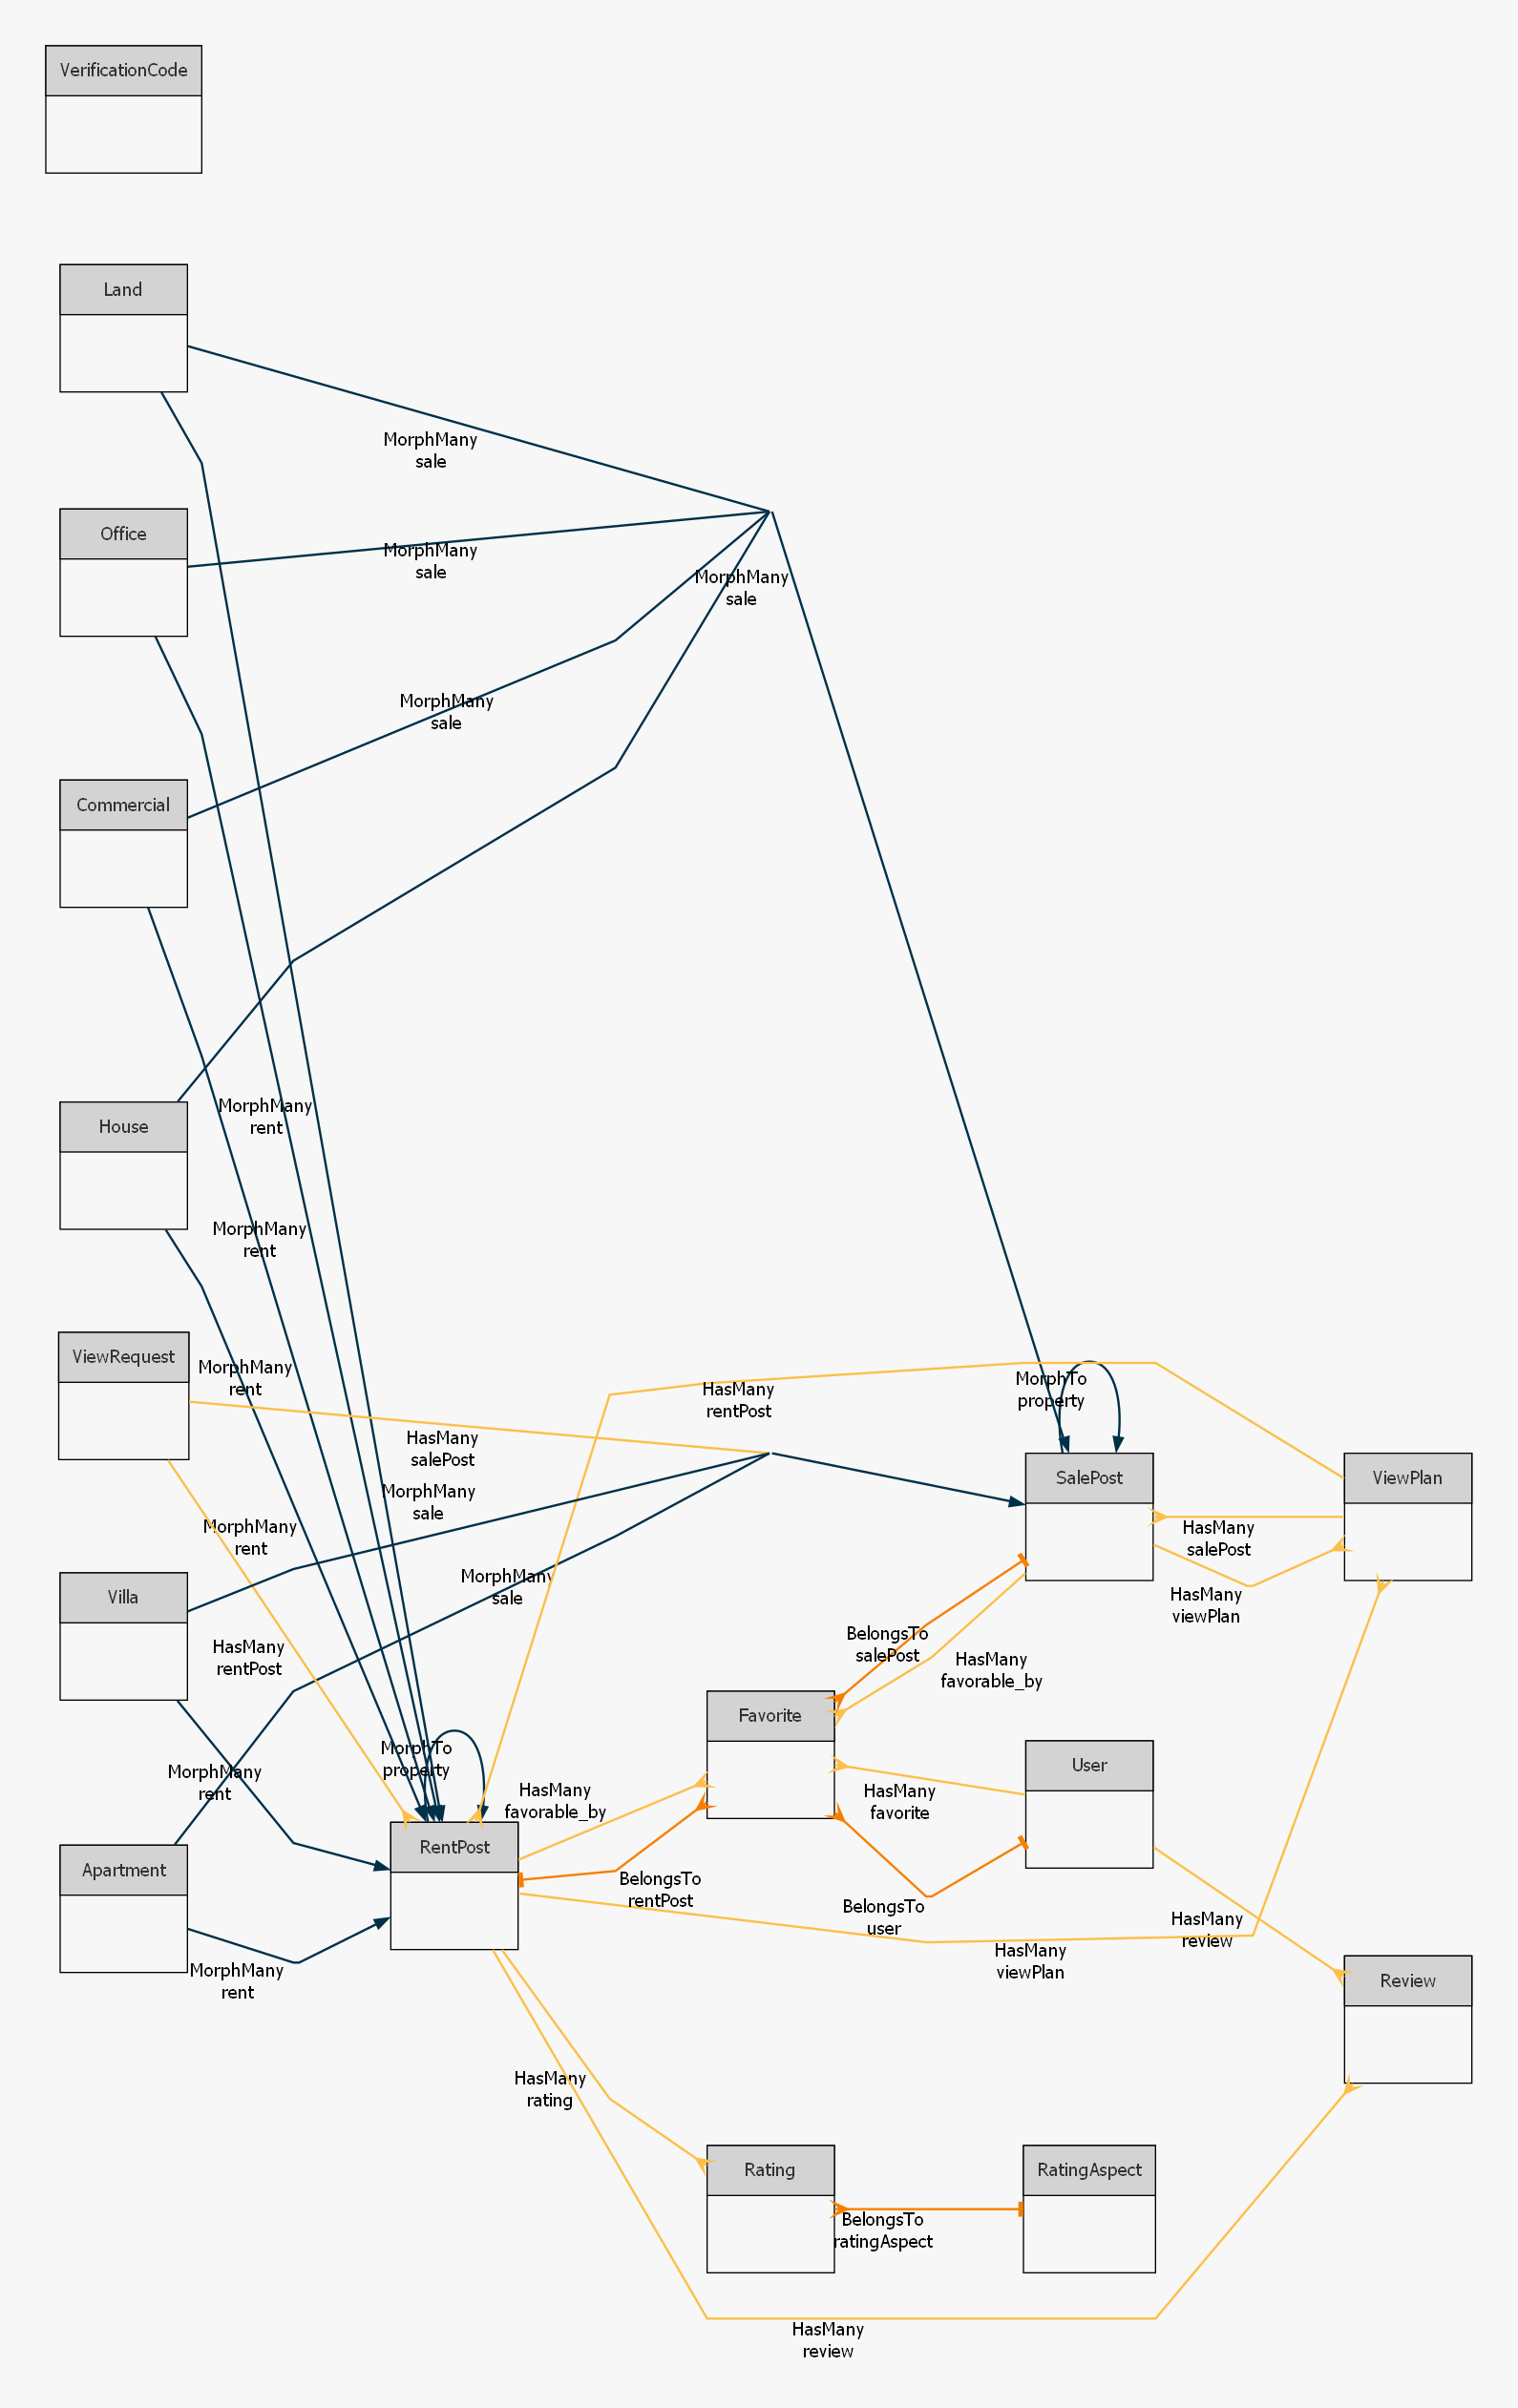 VerificationCode
Land
MorphMany
sale
Office
MorphMany
sale
MorphMany
sale
MorphMany
sale
Commercial
House
MorphMany
rent
MorphMany
rent
ViewRequest
MorphMany
rent
HasMany
rentPost
MorphTo
property
HasMany
salePost
SalePost
ViewPlan
MorphMany
sale
MorphMany
rent
HasMany
salePost
Villa
MorphMany
sale
HasMany
viewPlan
HasMany
rentPost
BelongsTo
salePost
HasMany
favorable_by
Favorite
MorphTo
property
User
MorphMany
rent
HasMany
favorable_by
HasMany
favorite
RentPost
Apartment
BelongsTo
rentPost
BelongsTo
user
HasMany
review
HasMany
viewPlan
MorphMany
rent
Review
HasMany
rating
Rating
RatingAspect
BelongsTo
ratingAspect
HasMany
review